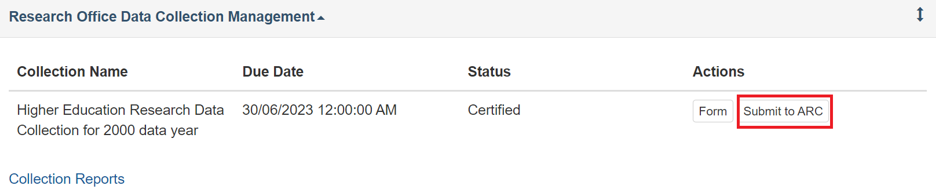 Research Office Data Collection Management
Collection Name Due Date Status Actions
Higher Education Research Data 30/06/2023 12:00:00 AM Certified Form Submit to ARC
Collection for 2000 data year
Collection Reports